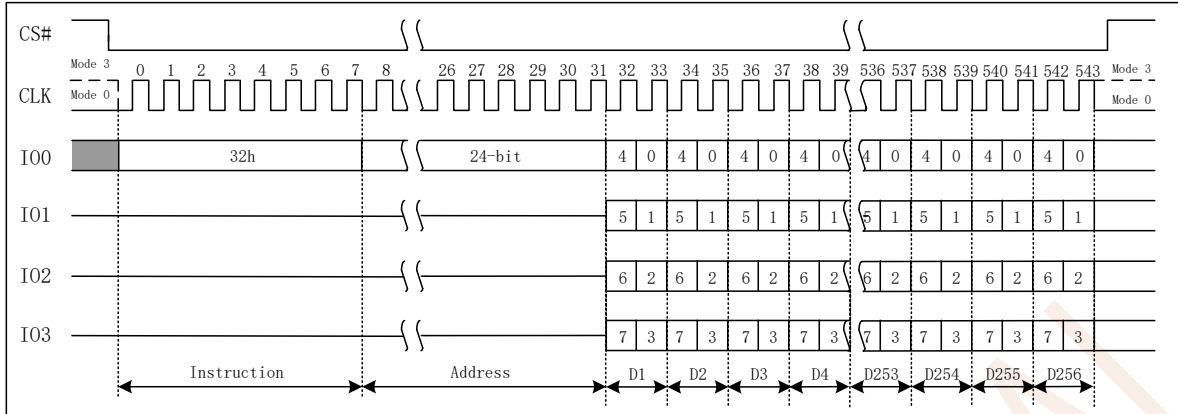 CS#
Mode 3 0 1 2 3 4 5 6 7 8 26 27 28 29 30 31 32 33 34 35 36 37 38 39 536 537 538 539 540 541 542 543 Mode 3
CLK Mode 0 Mode 0
IO0 32h 24-bit 4 0 4 0 4 0 4 0 4 0 4 0 4 0 4 0
IO1 5 1 5 1 5 1 5 1 5 1 5 1 5 1 5 1
IO2 6 2 6 2 6 2 6 2 6 2 6 2 6 2 6 2
IO3 7 3 7 3 7 3 7 3 7 3 7 3 7 3 7 3
Instruction Address D1 D2 D3 D4 D253 D254 D255 D256